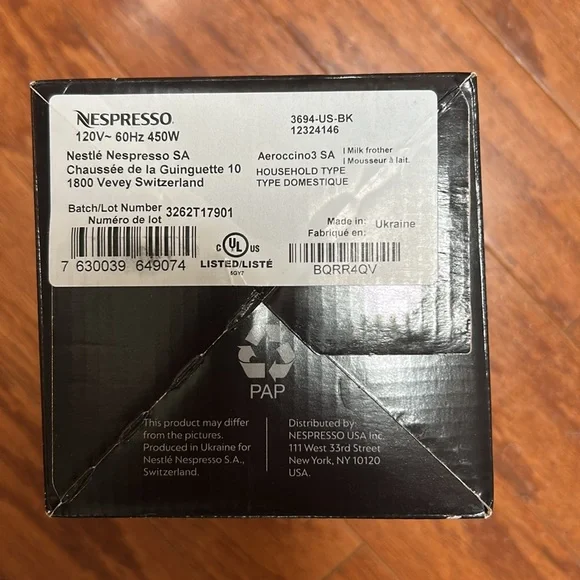 NESPRESSO
120V~ 60Hz 450W
3694-US-BK
12324146
Nestlé Nespresso SA
Chaussée de la Guinguette 10
1800 Vevey Switzerland
Aeroccino3 SA | Milk frother
| Mousseur à lait.
HOUSEHOLD TYPE
TYPE DOMESTIQUE
Batch/Lot Number
Numéro de lot 3262T17901
Made in:
Fabriqué en: Ukraine
7 630039 649074
C UL US
LISTED/LISTÉ
5GY7
BQRR4QV
PAP
This product may differ
from the pictures.
Produced in Ukraine for
Nestlé Nespresso S.A.,
Switzerland.
Distributed by:
NESPRESSO USA Inc.
111 West 33rd Street
New York, NY 10120
USA.